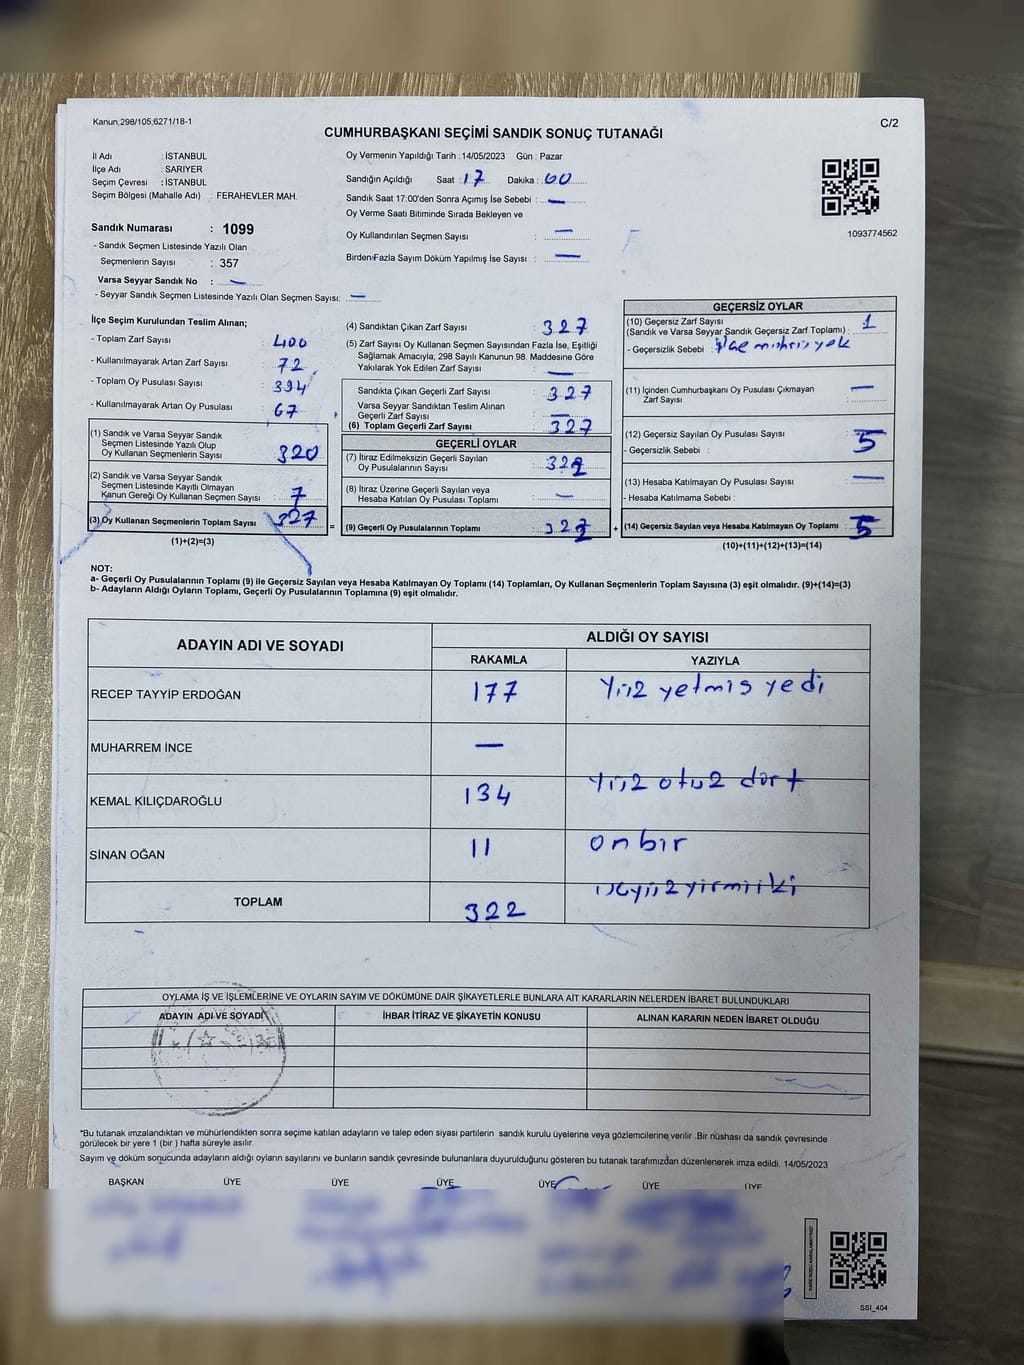 Kanun,298/105;6271/18-1
C/2
CUMHURBAŞKANI SEÇİMİ SANDIK SONUÇ TUTANAĞI
İl Adı : İSTANBUL
İlçe Adı : SARIYER
Seçim Çevresi : İSTANBUL
Seçim Bölgesi (Mahalle Adı) : FERAHEVLER MAH.
Sandık Numarası : 1099
- Sandık Seçmen Listesinde Yazılı Olan
Seçmenlerin Sayısı : 357
Varsa Seyyar Sandık No : —
- Seyyar Sandık Seçmen Listesinde Yazılı Olan Seçmen Sayısı: —
Oy Vermenin Yapıldığı Tarih : 14/05/2023 Gün : Pazar
Sandığın Açıldığı Saat : 17 Dakika : 00
Sandık Saat 17:00'den Sonra Açımış İse Sebebi : —
Oy Verme Saati Bitiminde Sırada Bekleyen ve
Oy Kullandırılan Seçmen Sayısı : —
Birden Fazla Sayım Döküm Yapılmış İse Sayısı : —
1093774562
İlçe Seçim Kurulundan Teslim Alınan;
- Toplam Zarf Sayısı : 400
- Kullanılmayarak Artan Zarf Sayısı : 72
- Toplam Oy Pusulası Sayısı : 394
- Kullanılmayarak Artan Oy Pusulası : 67
(1) Sandık ve Varsa Seyyar Sandık
Seçmen Listesinde Yazılı Olup
Oy Kullanan Seçmenlerin Sayısı : 320
(2) Sandık ve Varsa Seyyar Sandık
Seçmen Listesinde Kayıtlı Olmayan
Kanun Gereği Oy Kullanan Seçmen Sayısı : 7
(3) Oy Kullanan Seçmenlerin Toplam Sayısı : 327
(1)+(2)=(3)
(4) Sandıktan Çıkan Zarf Sayısı : 327
(5) Zarf Sayısı Oy Kullanan Seçmen Sayısından Fazla İse, Eşitliği
Sağlamak Amacıyla; 298 Sayılı Kanunun 98. Maddesine Göre
Yakılarak Yok Edilen Zarf Sayısı : —
Sandıkta Çıkan Geçerli Zarf Sayısı : 327
Varsa Seyyar Sandıktan Teslim Alınan
Geçerli Zarf Sayısı : —
(6) Toplam Geçerli Zarf Sayısı : 327
GEÇERLİ OYLAR
(7) İtiraz Edilmeksizin Geçerli Sayılan
Oy Pusulalarının Sayısı : 322
(8) İtiraz Üzerine Geçerli Sayılan veya
Hesaba Katılan Oy Pusulası Toplamı : —
= (9) Geçerli Oy Pusulalarının Toplamı : 322
GEÇERSİZ OYLAR
(10) Geçersiz Zarf Sayısı
(Sandık ve Varsa Seyyar Sandık Geçersiz Zarf Toplamı) : 1
- Geçersizlik Sebebi :
(11) İçinden Cumhurbaşkanı Oy Pusulası Çıkmayan
Zarf Sayısı : —
(12) Geçersiz Sayılan Oy Pusulası Sayısı : 5
- Geçersizlik Sebebi :
(13) Hesaba Katılmayan Oy Pusulası Sayısı : —
- Hesaba Katılmama Sebebi :
+ (14) Geçersiz Sayılan veya Hesaba Katılmayan Oy Toplamı : 5
(10)+(11)+(12)+(13)=(14)
NOT:
a- Geçerli Oy Pusulalarının Toplamı (9) ile Geçersiz Sayılan veya Hesaba Katılmayan Oy Toplamı (14) Toplamları, Oy Kullanan Seçmenlerin Toplam Sayısına (3) eşit olmalıdır. (9)+(14)=(3)
b- Adayların Aldığı Oyların Toplamı, Geçerli Oy Pusulalarının Toplamına (9) eşit olmalıdır.
ADAYIN ADI VE SOYADI ALDIĞI OY SAYISI
RAKAMLA YAZIYLA
RECEP TAYYİP ERDOĞAN 177 Yüz yetmis yedi
MUHARREM İNCE —
KEMAL KILIÇDAROĞLU 134 Yüz otuz dört
SİNAN OĞAN 11 onbir
TOPLAM 322 üçyüz yirmi iki
OYLAMA İŞ VE İŞLEMLERİNE VE OYLARIN SAYIM VE DÖKÜMÜNE DAİR ŞİKAYETLERLE BUNLARA AİT KARARLARIN NELERDEN İBARET BULUNDUKLARI
ADAYIN ADI VE SOYADI İHBAR İTİRAZ VE ŞİKAYETİN KONUSU ALINAN KARARIN NEDEN İBARET OLDUĞU
*Bu tutanak imzalandıktan ve mühürlendikten sonra seçime katılan adayların ve talep eden siyasi partilerin sandık kurulu üyelerine veya gözlemcilerine verilir .Bir nüshası da sandık çevresinde
görülecek bir yere 1 (bir ) hafta süreyle asılır.
Sayım ve döküm sonucunda adayların aldığı oyların sayılarını ve bunların sandık çevresinde bulunanlara duyurulduğunu gösteren bu tutanak tarafımızdan düzenlenerek imza edildi. 14/05/2023
BAŞKAN ÜYE ÜYE ÜYE ÜYE ÜYE ÜYE
SSI_404